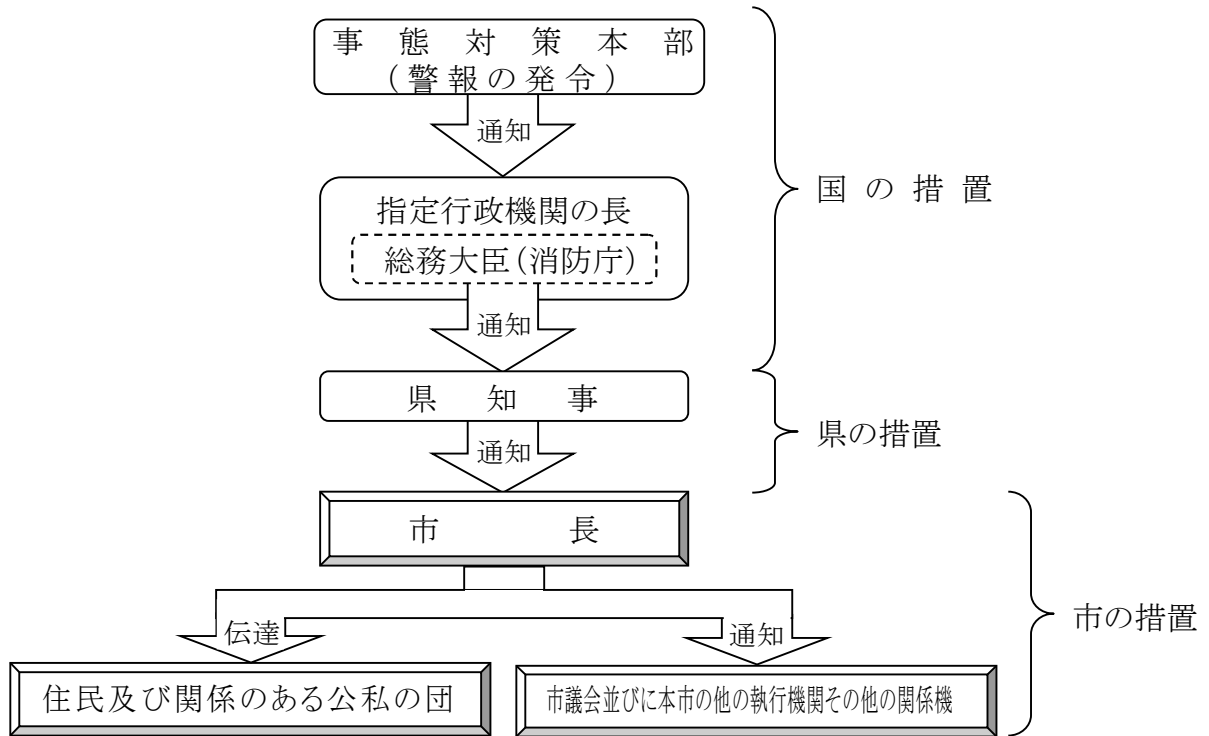 事態対策本部
(警報の発令)
通知
指定行政機関の長
総務大臣(消防庁)
国の措置
通知
県知事
県の措置
通知
市長
伝達
通知
市の措置
住民及び関係のある公私の団
市議会並びに本市の他の執行機関その他の関係機